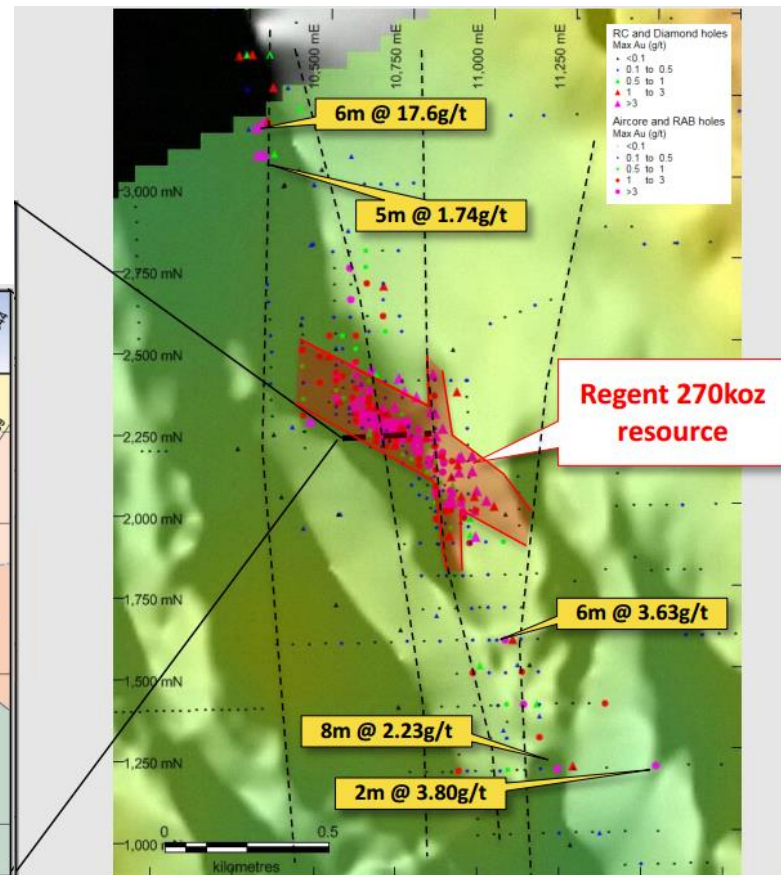 10,500 mE
10,750 mE
11,000 mE
11,250 mE
RC and Diamond holes
Max Au (g/t)
<0.1
0.1 to 0.5
0.5 to 1
1 to 3
>3
Aircore and RAB holes
Max Au (g/t)
<0.1
0.1 to 0.5
0.5 to 1
1 to 3
>3
6m @ 17.6g/t
3,000 mN
5m @ 1.74g/t
2,750 mN
2,500 mN
Regent 270koz
resource
2,250 mN
2,000 mN
1,750 mN
6m @ 3.63g/t
1,500 mN
8m @ 2.23g/t
1,250 mN
2m @ 3.80g/t
1,000 mN
0 0.5
kilometres